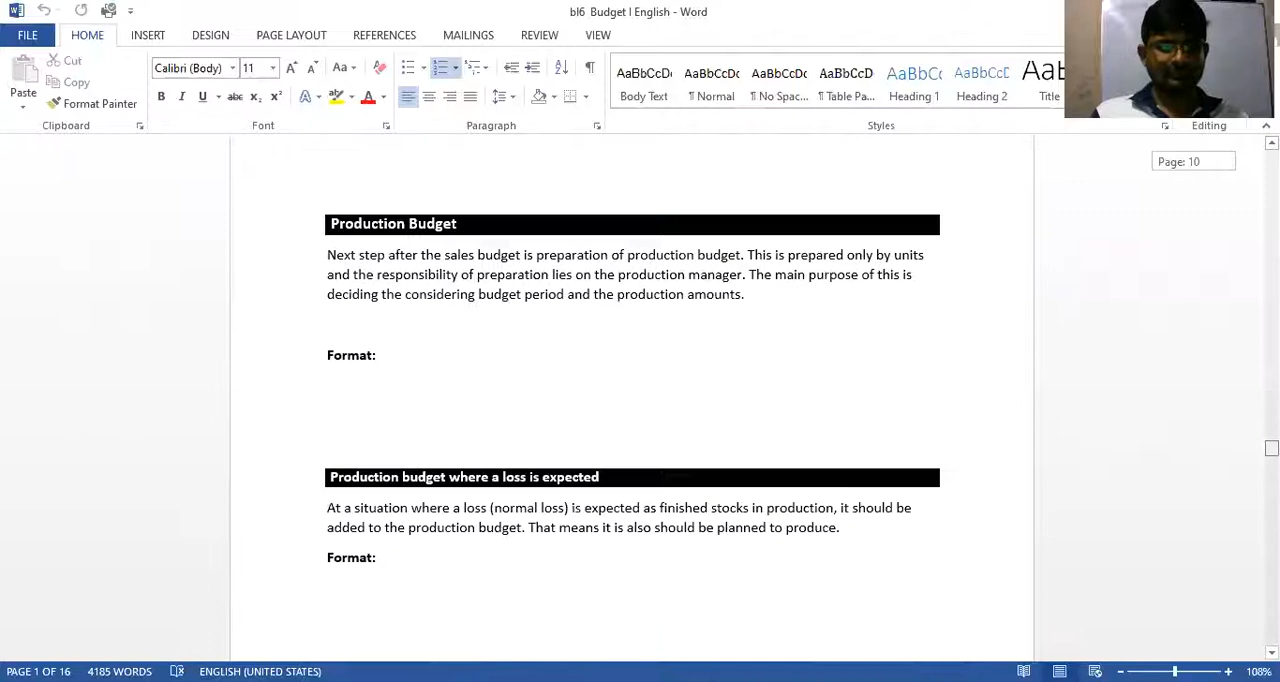 bl6 Budget l English - Word
FILE HOME INSERT DESIGN PAGE LAYOUT REFERENCES MAILINGS REVIEW VIEW
Cut
Copy
Paste
Format Painter
Calibri (Body) 11
AaBbCcDc AaBbCcDc AaBbCcDc AaBbCcD AaBbCc AaBbCcD AaB
Body Text ¶ Normal ¶ No Spac... ¶ Table Pa... Heading 1 Heading 2 Title
Clipboard Font Paragraph Styles Editing
Page: 10
Production Budget
Next step after the sales budget is preparation of production budget. This is prepared only by units
and the responsibility of preparation lies on the production manager. The main purpose of this is
deciding the considering budget period and the production amounts.
Format:
Production budget where a loss is expected
At a situation where a loss (normal loss) is expected as finished stocks in production, it should be
added to the production budget. That means it is also should be planned to produce.
Format:
PAGE 1 OF 16 4185 WORDS ENGLISH (UNITED STATES) 108%